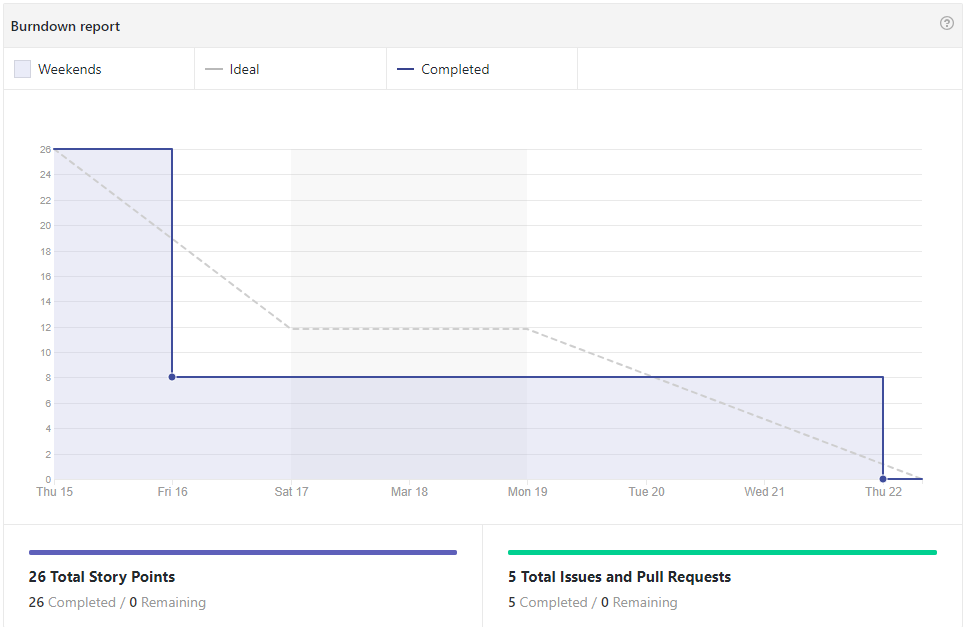 Burndown report
Weekends
Ideal
Completed
26
24
22
20
18
16
14
12
10
8
6
4
2
0
Thu 15 Fri 16 Sat 17 Mar 18 Mon 19 Tue 20 Wed 21 Thu 22
26 Total Story Points
26 Completed / 0 Remaining
5 Total Issues and Pull Requests
5 Completed / 0 Remaining